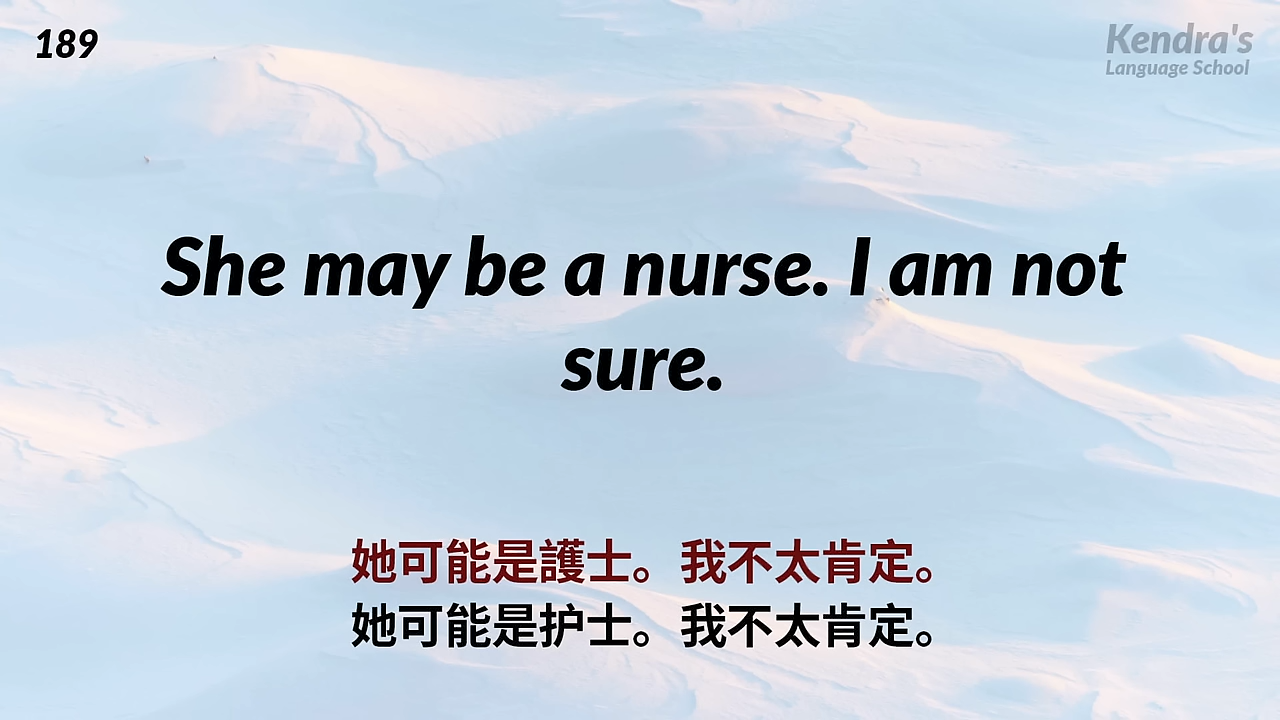 189
Kendra's
Language School
She may be a nurse. I am not
sure.
她可能是護士。我不太肯定。
她可能是护士。我不太肯定。